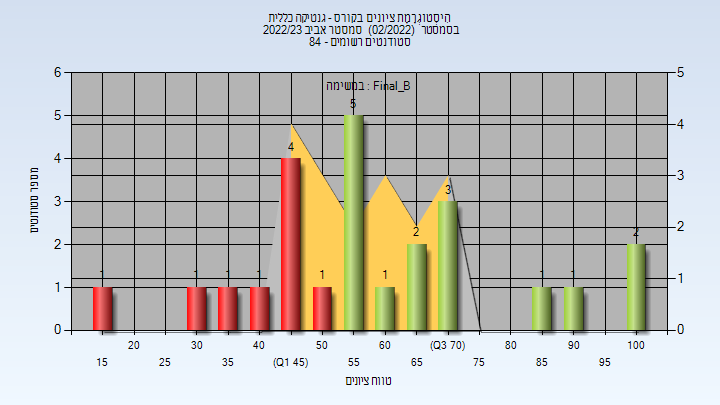 היסטוגרמת ציונים בקורס - גנטיקה כללית
בסמסטר (02/2022) סמסטר אביב 2022/23
סטודנטים רשומים - 84
במשימה : Final_B
מספר סטודנטים
6 5 4 3 2 1 0
5 4 3 2 1 0
1 1 1 1 4 1 5 1 2 3 1 1 2
20 30 40 50 60 (Q3 70) 80 90 100
15 25 35 (Q1 45) 55 65 75 85 95
טווח ציונים